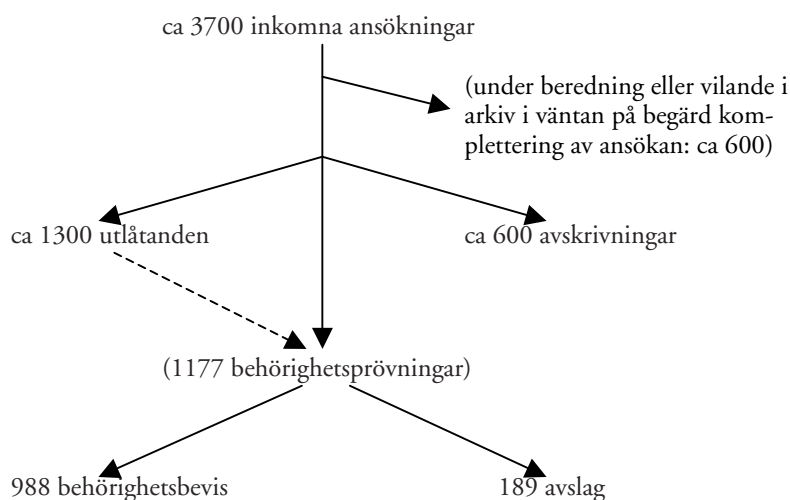 ca 3700 inkomna ansökningar
(under beredning eller vilande i
arkiv i väntan på begärd kom-
plettering av ansökan: ca 600)
ca 1300 utlåtanden
ca 600 avskrivningar
(1177 behörighetsprövningar)
988 behörighetsbevis
189 avslag